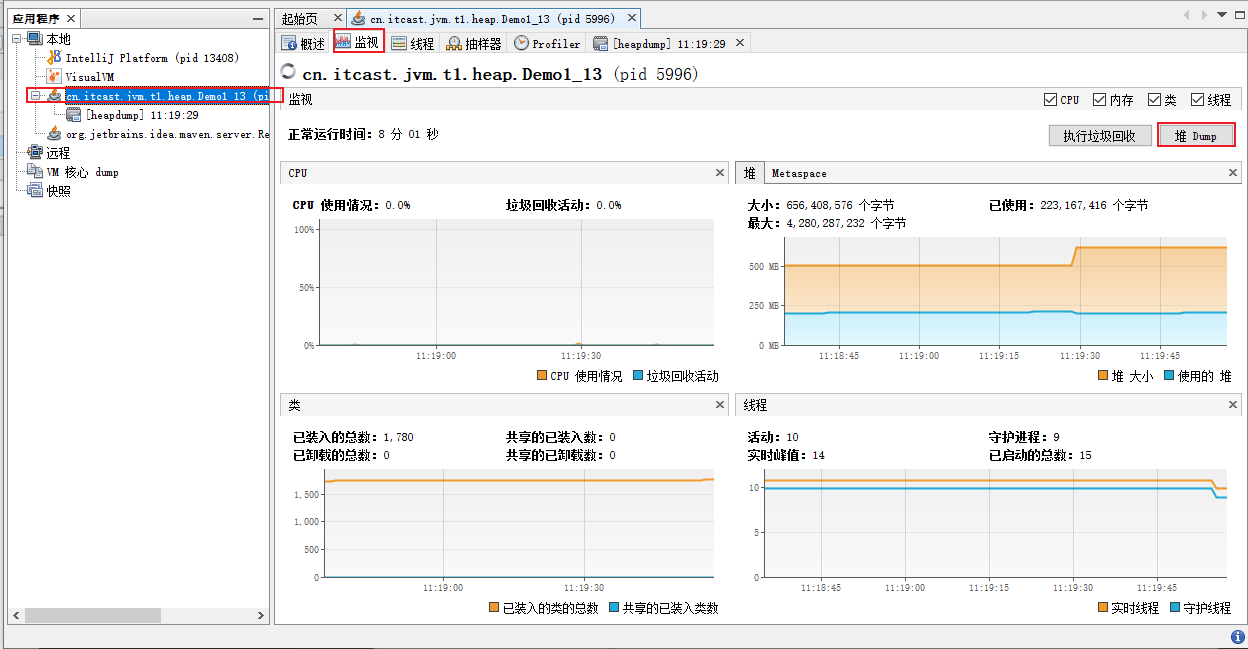 应用程序
本地
IntelliJ Platform (pid 13408)
VisualVM
cn.itcast.jvm.t1.heap.Demo1_13 (pi
[heapdump] 11:19:29
org.jetbrains.idea.maven.server.Re
远程
VM 核心 dump
快照
起始页
cn.itcast.jvm.t1.heap.Demo1_13 (pid 5996)
概述 监视 线程 抽样器 Profiler [heapdump] 11:19:29
cn.itcast.jvm.t1.heap.Demo1_13 (pid 5996)
监视 CPU 内存 类 线程
正常运行时间: 8 分 01 秒 执行垃圾回收 堆 Dump
CPU
CPU 使用情况: 0.0% 垃圾回收活动: 0.0%
100%
50%
0%
11:19:00 11:19:30
CPU 使用情况 垃圾回收活动
堆 Metaspace
大小: 656,408,576 个字节 已使用: 223,167,416 个字节
最大: 4,280,287,232 个字节
500 MB
250 MB
0 MB
11:18:45 11:19:00 11:19:15 11:19:30 11:19:45
堆 大小 使用的 堆
类
已装入的总数: 1,780 共享的已装入数: 0
已卸载的总数: 0 共享的已卸载数: 0
1,500
1,000
500
0
11:19:00 11:19:30
已装入的类的总数 共享的已装入类数
线程
活动: 10 守护进程: 9
实时峰值: 14 已启动的总数: 15
10
5
0
11:18:45 11:19:00 11:19:15 11:19:30 11:19:45
实时线程 守护线程